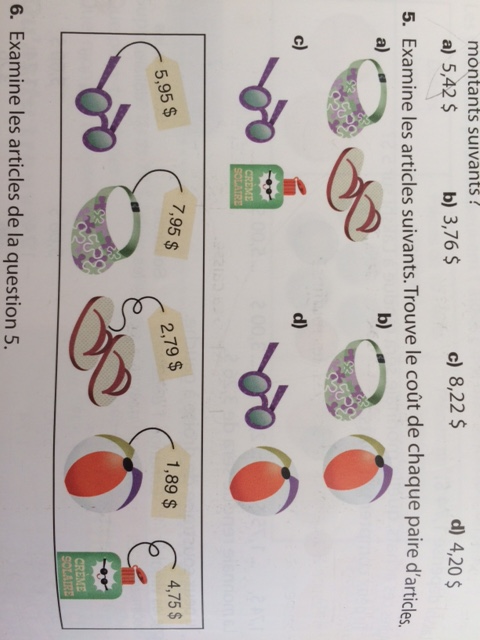 montants suivants ?
a) 5,42 $ b) 3,76 $ c) 8,22 $ d) 4,20 $
5. Examine les articles suivants. Trouve le coût de chaque paire d'articles.
a) b)
c) d)
CRÈME SOLAIRE
5,95 $ 7,95 $ 2,79 $ 1,89 $ 4,75 $
CRÈME SOLAIRE
6. Examine les articles de la question 5.